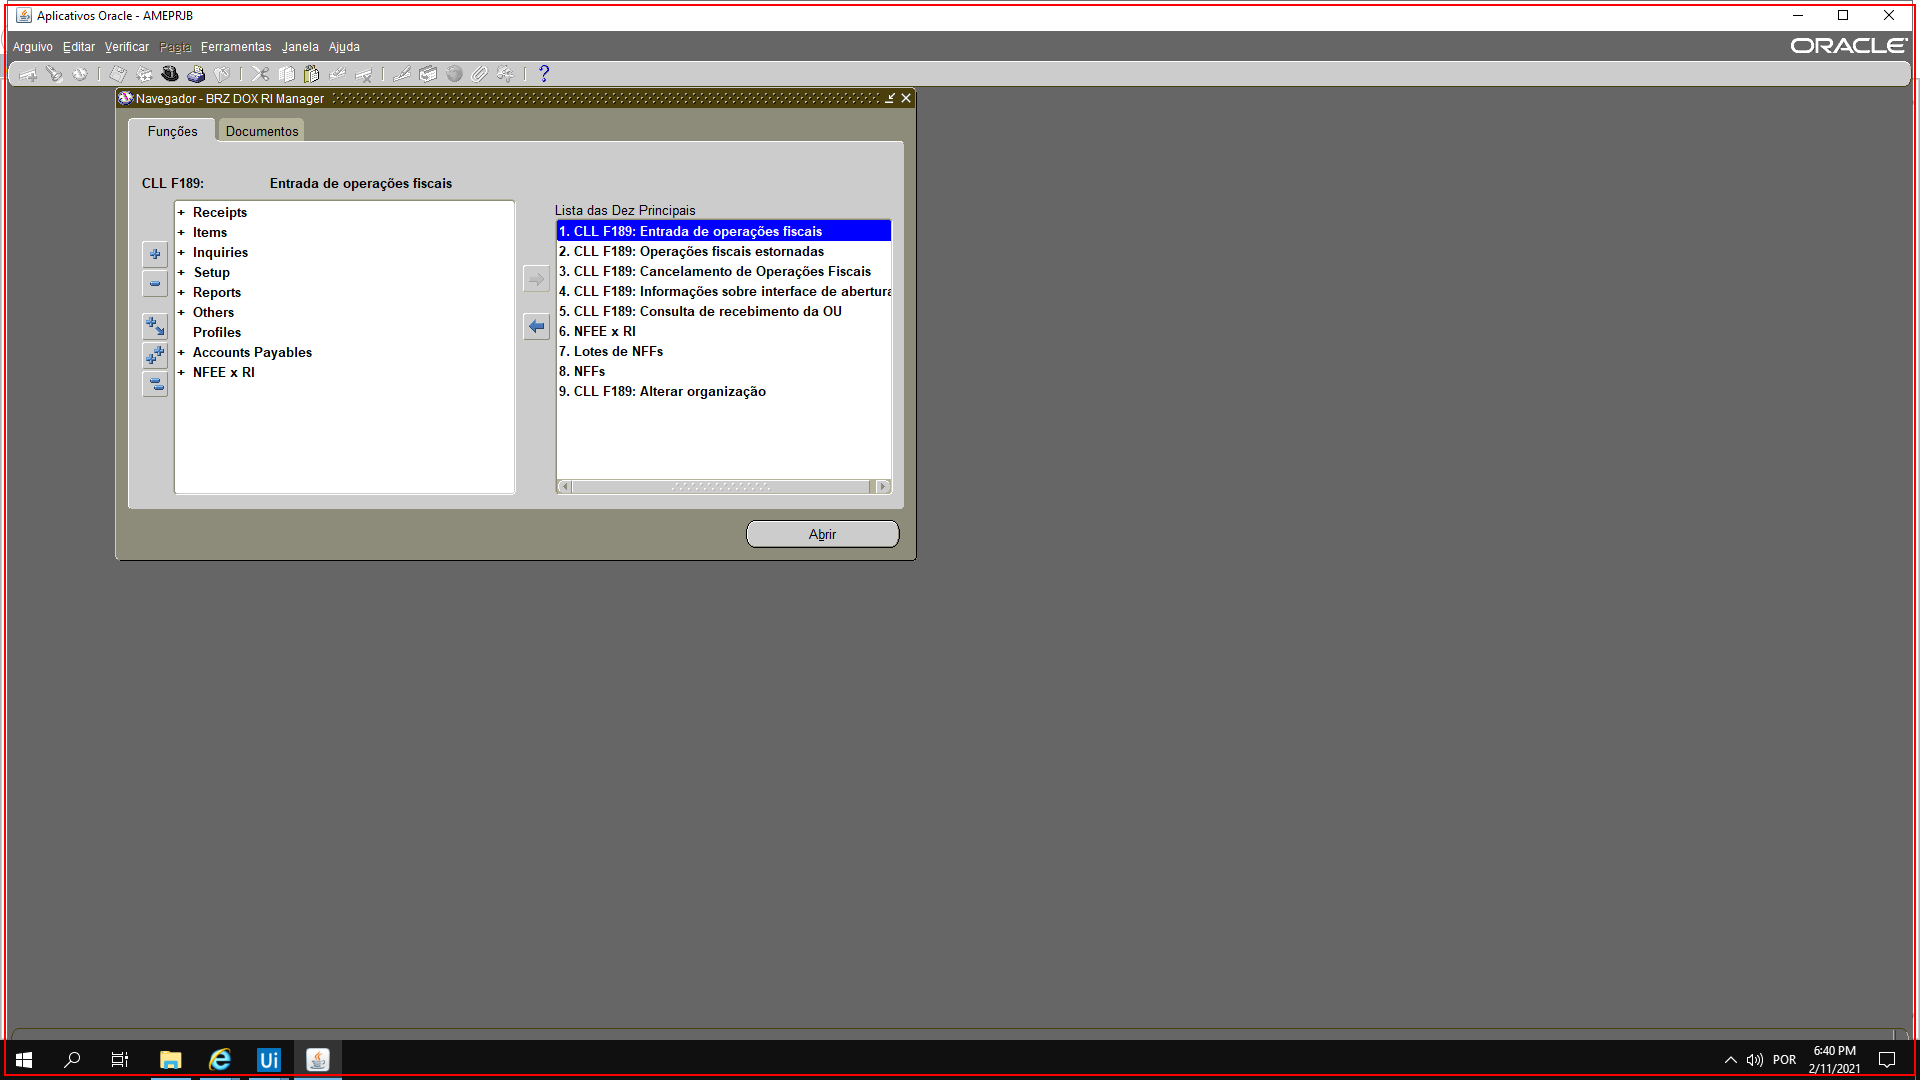 Aplicativos Oracle - AMEPRJB
Arquivo Editar Verificar Pasta Ferramentas Janela Ajuda
ORACLE
?
Navegador - BRZ DOX RI Manager
Funções Documentos
CLL F189: Entrada de operações fiscais
+ Receipts
+ Items
+ Inquiries
+ Setup
+ Reports
+ Others
Profiles
+ Accounts Payables
+ NFEE x RI
Lista das Dez Principais
1. CLL F189: Entrada de operações fiscais
2. CLL F189: Operações fiscais estornadas
3. CLL F189: Cancelamento de Operações Fiscais
4. CLL F189: Informações sobre interface de abertura
5. CLL F189: Consulta de recebimento da OU
6. NFEE x RI
7. Lotes de NFFs
8. NFFs
9. CLL F189: Alterar organização
Abrir
Ui
POR
6:40 PM
2/11/2021